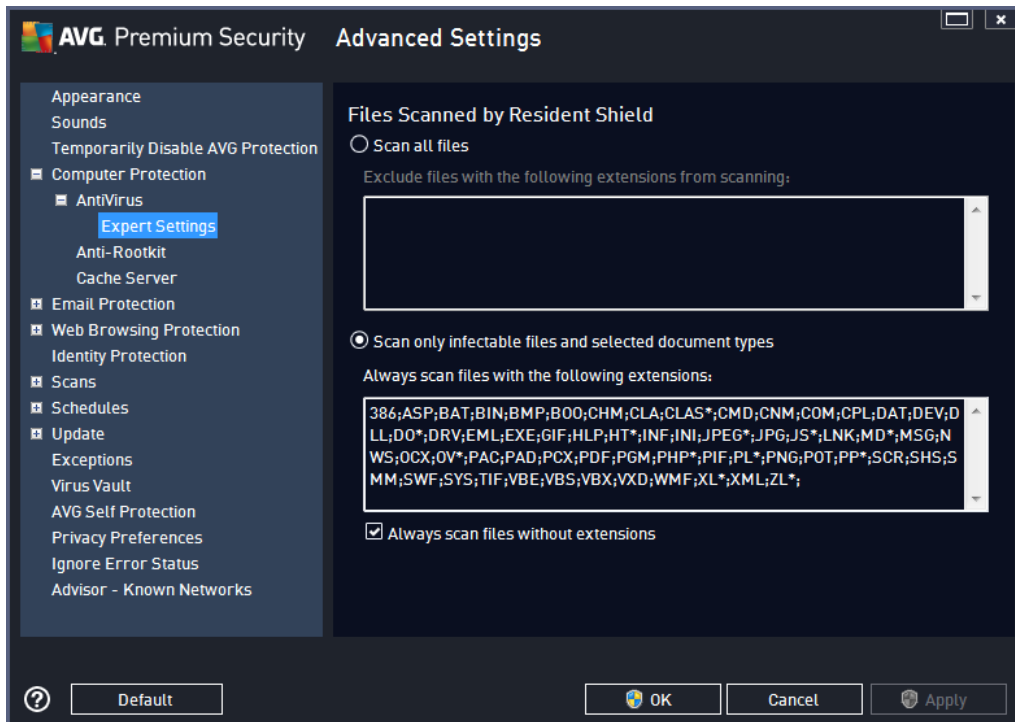 AVG. Premium Security
Advanced Settings
Appearance
Sounds
Temporarily Disable AVG Protection
Computer Protection
AntiVirus
Expert Settings
Anti-Rootkit
Cache Server
Email Protection
Web Browsing Protection
Identity Protection
Scans
Schedules
Update
Exceptions
Virus Vault
AVG Self Protection
Privacy Preferences
Ignore Error Status
Advisor - Known Networks
Files Scanned by Resident Shield
Scan all files
Exclude files with the following extensions from scanning:
Scan only infectable files and selected document types
Always scan files with the following extensions:
386;ASP;BAT;BIN;BMP;BOO;CHM;CLA;CLAS*;CMD;CNM;COM;CPL;DAT;DEV;D
LL;DO*;DRV;EML;EXE;GIF;HLP;HT*;INF;INI;JPEG*;JPG;JS*;LNK;MD*;MSG;N
WS;OCX;OV*;PAC;PAD;PCX;PDF;PGM;PHP*;PIF;PL*;PNG;POT;PP*;SCR;SHS;S
MM;SWF;SYS;TIF;VBE;VBS;VBX;VXD;WMF;XL*;XML;ZL*;
Always scan files without extensions
?
Default
OK
Cancel
Apply